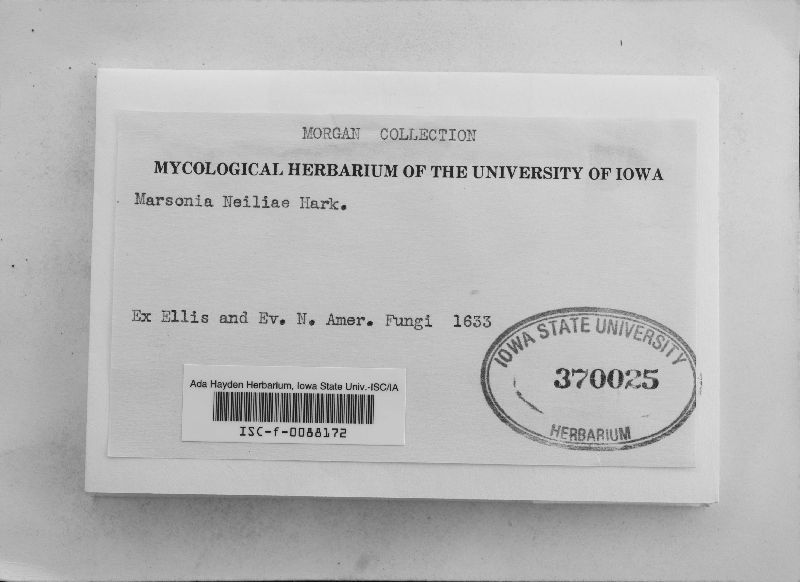 MORGAN COLLECTION
MYCOLOGICAL HERBARIUM OF THE UNIVERSITY OF IOWA
Marsonia Neiliae Hark.
Ex Ellis and Ev. N. Amer. Fungi 1633
IOWA STATE UNIVERSITY
370025
HERBARIUM
Ada Hayden Herbarium, Iowa State Univ.-ISC/IA
ISC-f-0088172